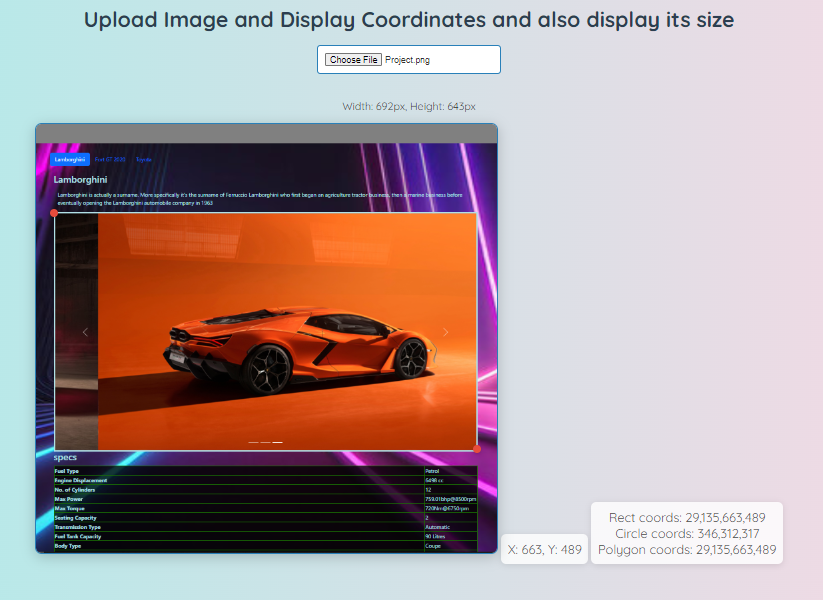 Upload Image and Display Coordinates and also display its size
Choose File Project.png
Width: 692px, Height: 643px
Lamborghini Ford GT 2020 Toyota
Lamborghini
Lamborghini is actually a surname. More specifically it's the surname of Ferruccio Lamborghini who first began an agriculture tractor business, then a marine business before
eventually opening the Lamborghini automobile company in 1963
specs
Fuel Type Petrol
Engine Displacement 6498 cc
No. of Cylinders 12
Max Power 759.01bhp@8500rpm
Max Torque 720Nm@6750rpm
Seating Capacity 2
Transmission Type Automatic
Fuel Tank Capacity 90 Litres
Body Type Coupe
X: 663, Y: 489
Rect coords: 29,135,663,489
Circle coords: 346,312,317
Polygon coords: 29,135,663,489